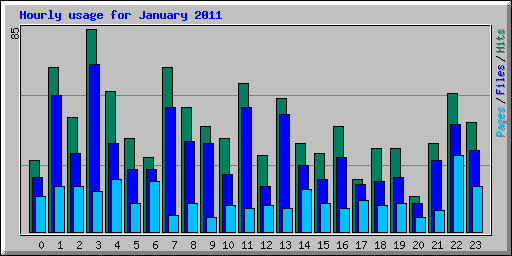 Hourly usage for January 2011
85
Pages / Files / Hits
0 1 2 3 4 5 6 7 8 9 10 11 12 13 14 15 16 17 18 19 20 21 22 23